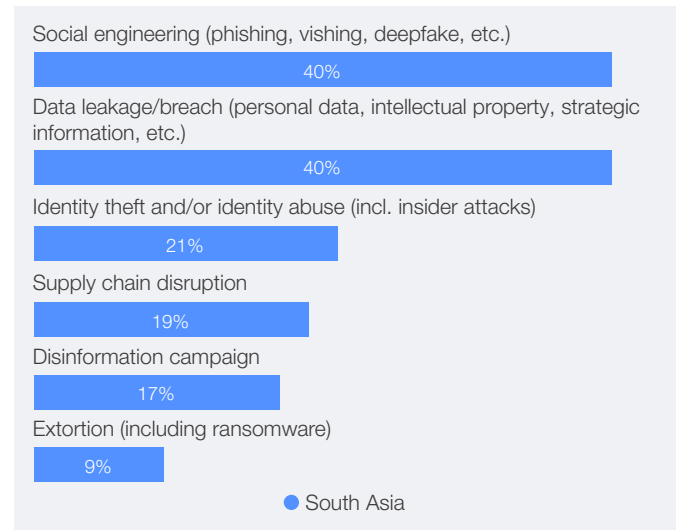 Social engineering (phishing, vishing, deepfake, etc.)
40%
Data leakage/breach (personal data, intellectual property, strategic
information, etc.)
40%
Identity theft and/or identity abuse (incl. insider attacks)
21%
Supply chain disruption
19%
Disinformation campaign
17%
Extortion (including ransomware)
9%
South Asia